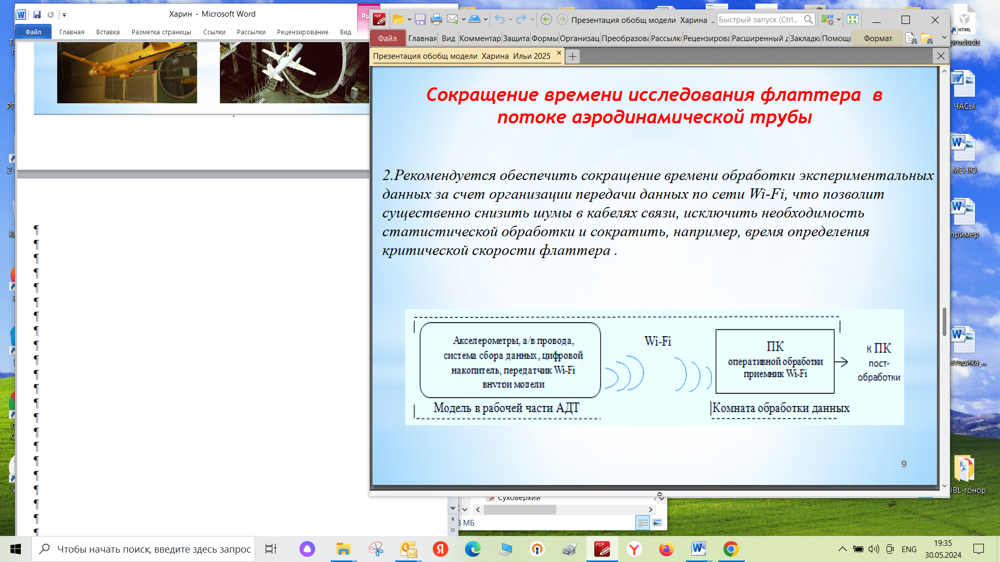 Харин - Microsoft Word
Файл
Главная
Вставка
Разметка страницы
Ссылки
Рассылки
Рецензирование
Вид
Презентация обобщ модели Харина ..
Быстрый запуск (Ctrl...
Файл
Главная
Вид
Комментар
Защита
Формы
Организац
Преобразова
Рассылк
Рецензирова
Расширенный д
Закладк
Помощ
Формат
Презентация обобщ модели Харина Ильи 2025
Сокращение времени исследования флаттера в
потоке аэродинамической трубы
2.Рекомендуется обеспечить сокращение времени обработки экспериментальных
данных за счет организации передачи данных по сети Wi-Fi, что позволит
существенно снизить шумы в кабелях связи, исключить необходимость
статистической обработки и сократить, например, время определения
критической скорости флаттера .
Акселерометры, а/в провода,
система сбора данных, цифровой
накопитель, передатчик Wi-Fi
внутри модели
Модель в рабочей части АДТ
Wi-Fi
ПК
оперативной обработки
приемник Wi-Fi
Комната обработки данных
к ПК
пост-
обработки
9
Суховерхий
3 МБ
HTML
products
ЧАСЫ
МЕНЮ
пример
етодика_...
JBL-гонор
Чтобы начать поиск, введите здесь запрос
ENG
19:35
30.05.2024